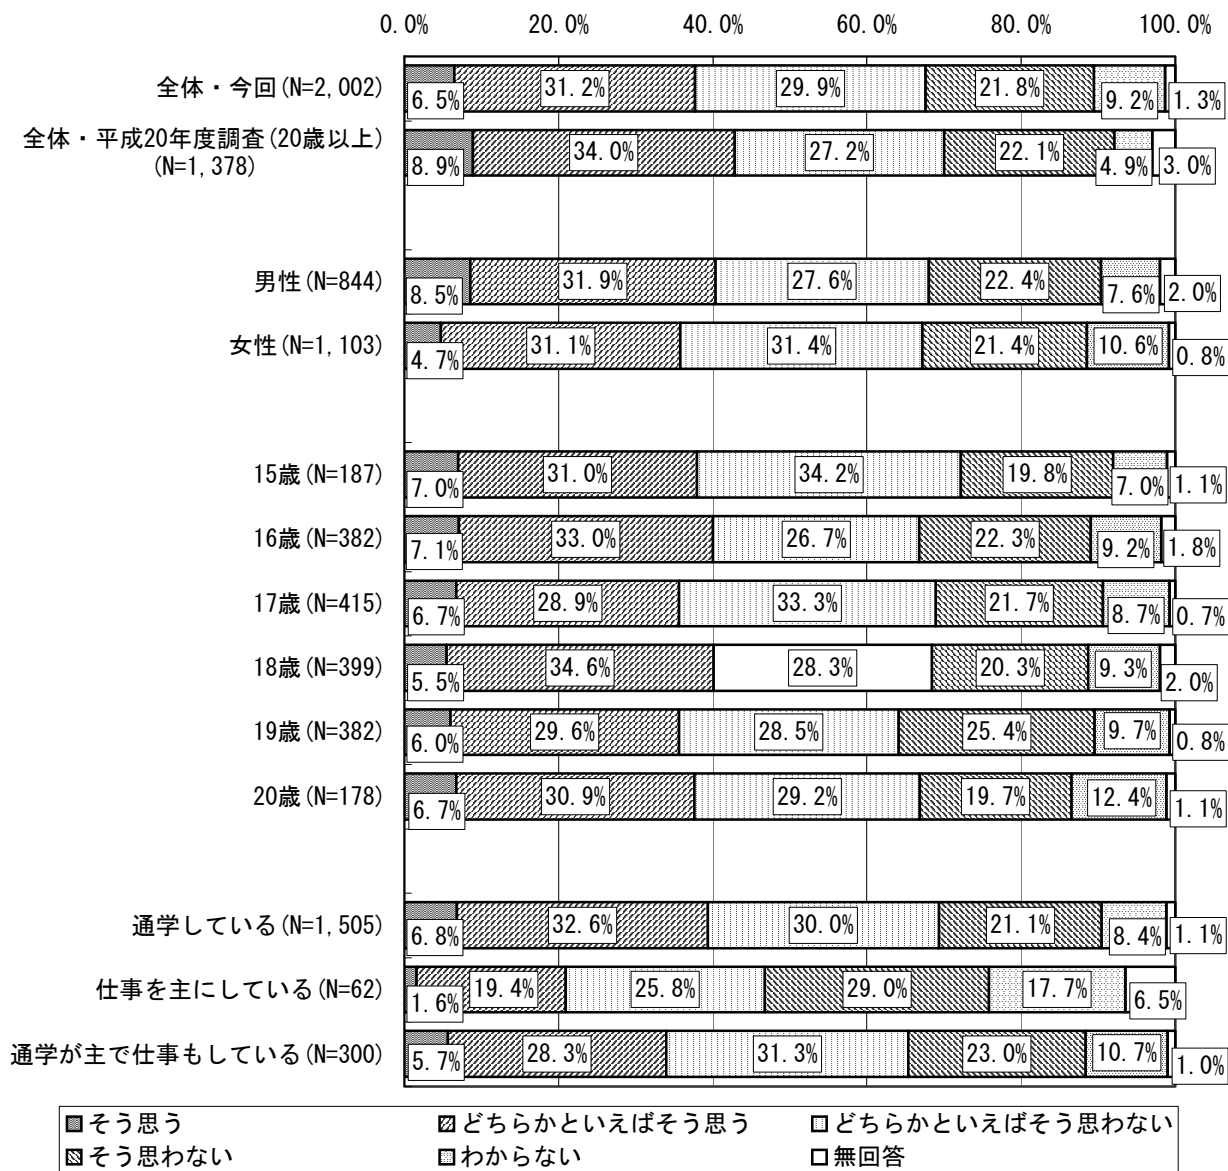 0.0% 20.0% 40.0% 60.0% 80.0% 100.0%
全体・今回(N=2,002) 6.5% 31.2% 29.9% 21.8% 9.2% 1.3%
全体・平成20年度調査(20歳以上)
(N=1,378) 8.9% 34.0% 27.2% 22.1% 4.9% 3.0%
男性(N=844) 8.5% 31.9% 27.6% 22.4% 7.6% 2.0%
女性(N=1,103) 4.7% 31.1% 31.4% 21.4% 10.6% 0.8%
15歳(N=187) 7.0% 31.0% 34.2% 19.8% 7.0% 1.1%
16歳(N=382) 7.1% 33.0% 26.7% 22.3% 9.2% 1.8%
17歳(N=415) 6.7% 28.9% 33.3% 21.7% 8.7% 0.7%
18歳(N=399) 5.5% 34.6% 28.3% 20.3% 9.3% 2.0%
19歳(N=382) 6.0% 29.6% 28.5% 25.4% 9.7% 0.8%
20歳(N=178) 6.7% 30.9% 29.2% 19.7% 12.4% 1.1%
通学している(N=1,505) 6.8% 32.6% 30.0% 21.1% 8.4% 1.1%
仕事を主にしている(N=62) 1.6% 19.4% 25.8% 29.0% 17.7% 6.5%
通学が主で仕事もしている(N=300) 5.7% 28.3% 31.3% 23.0% 10.7% 1.0%
そう思う どちらかといえばそう思う どちらかといえばそう思わない
そう思わない わからない 無回答